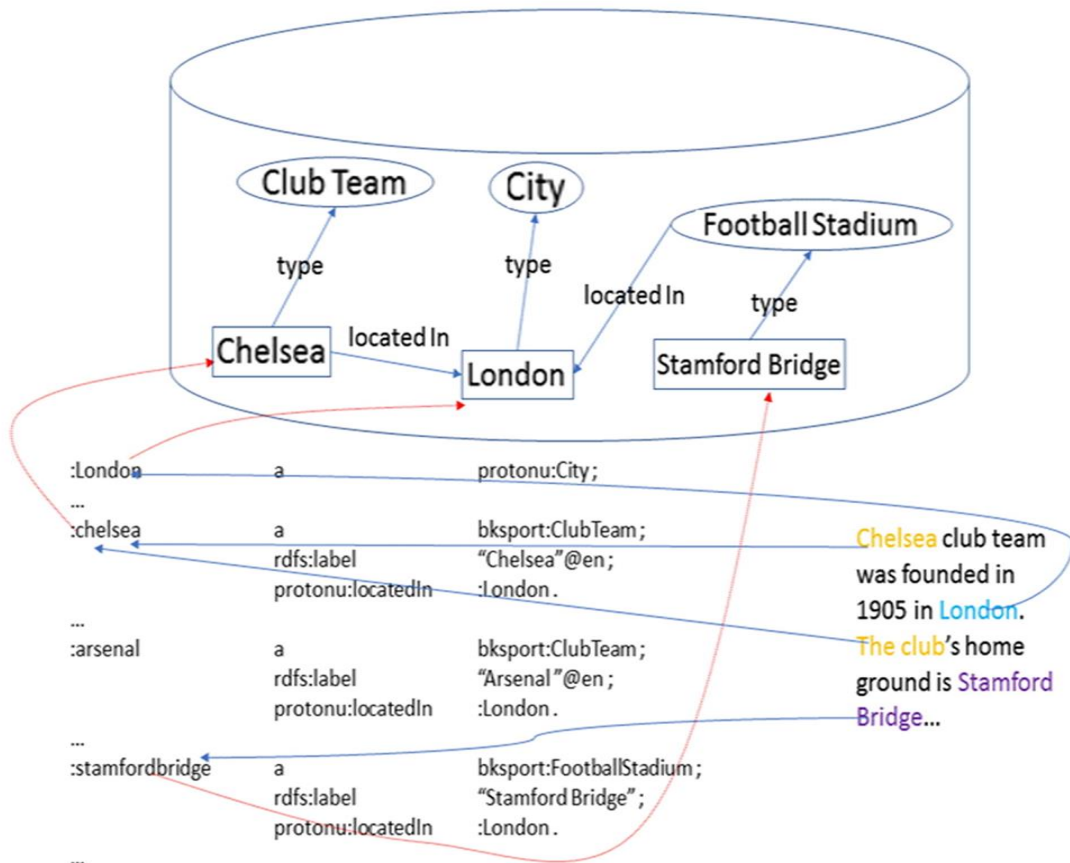 Club Team
City
Football Stadium
type
type
located In
type
located In
Chelsea
London
Stamford Bridge
:London a protonu:City;
...
:chelsea a bksport:ClubTeam;
rdfs:label "Chelsea"@en;
protonu:locatedIn :London.
...
:arsenal a bksport:ClubTeam;
rdfs:label "Arsenal"@en;
protonu:locatedIn :London.
...
:stamfordbridge a bksport:FootballStadium;
rdfs:label "Stamford Bridge";
protonu:locatedIn :London.
...
Chelsea club team
was founded in
1905 in London.
The club's home
ground is Stamford
Bridge...